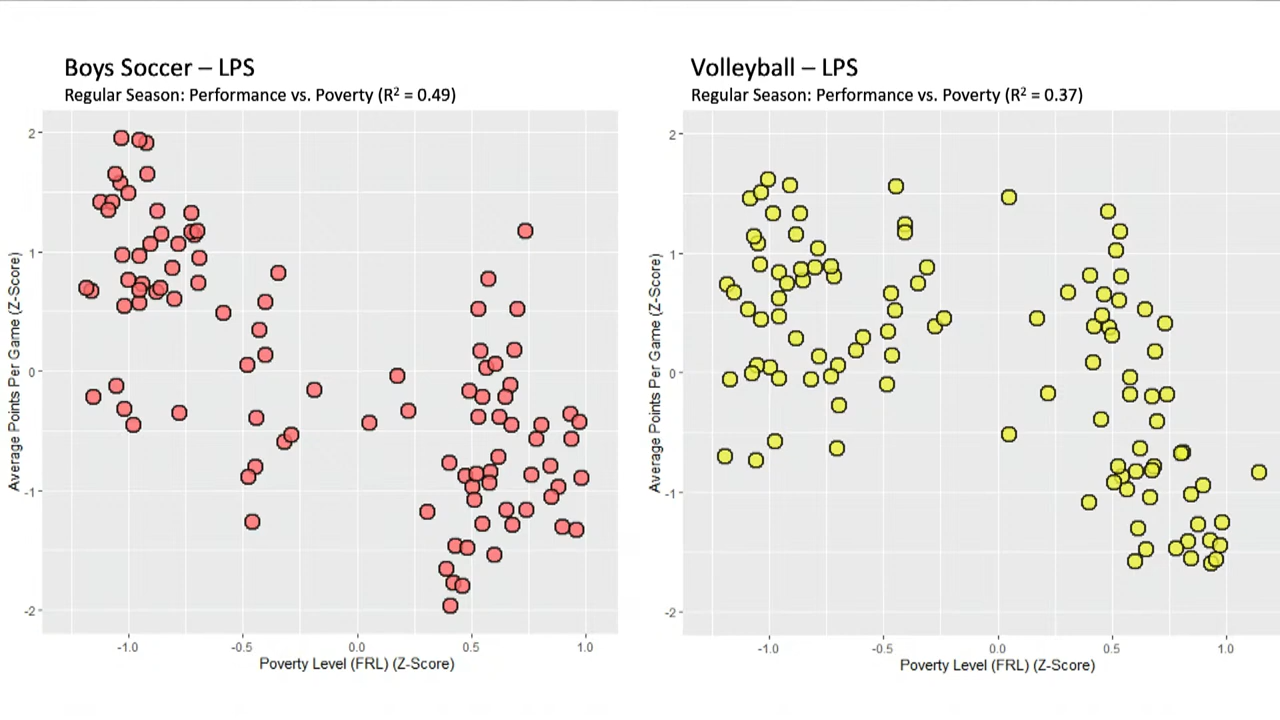 Boys Soccer – LPS
Regular Season: Performance vs. Poverty (R² = 0.49)
Average Points Per Game (Z-Score)
2
1
0
-1
-2
-1.0
-0.5
0.0
0.5
1.0
Poverty Level (FRL) (Z-Score)
Volleyball – LPS
Regular Season: Performance vs. Poverty (R² = 0.37)
Average Points Per Game (Z-Score)
2
1
0
-1
-2
-1.0
-0.5
0.0
0.5
1.0
Poverty Level (FRL) (Z-Score)